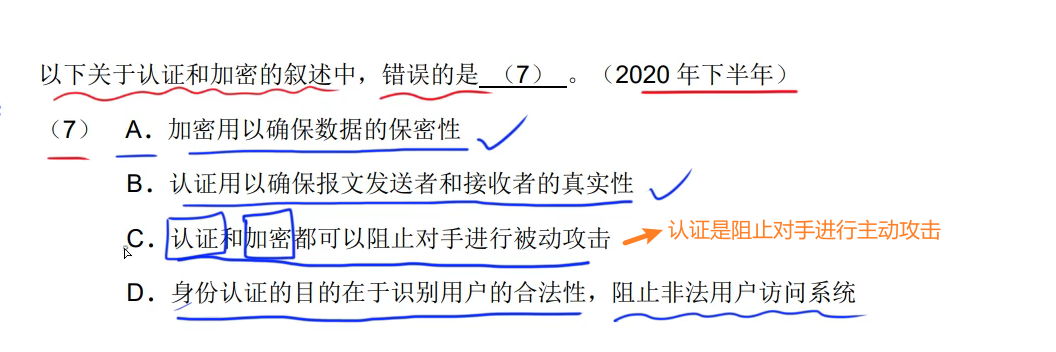 以下关于认证和加密的叙述中，错误的是（7）。（2020 年下半年）
（7） A．加密用以确保数据的保密性
B．认证用以确保报文发送者和接收者的真实性
C．认证和加密都可以阻止对手进行被动攻击 认证是阻止对手进行主动攻击
D．身份认证的目的在于识别用户的合法性，阻止非法用户访问系统